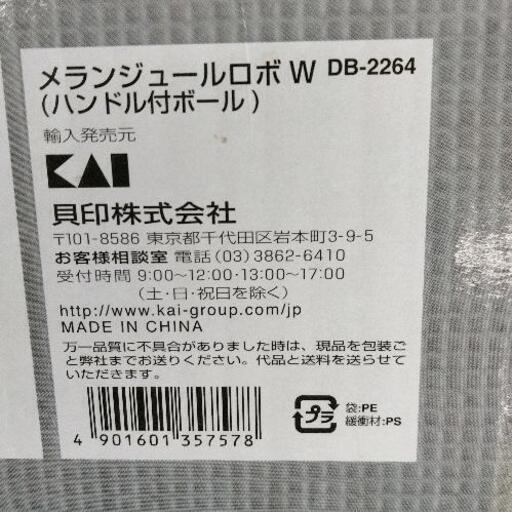 メランジュールロボ W DB-2264
(ハンドル付ボール)
輸入発売元
KAI
貝印株式会社
〒101-8586 東京都千代田区岩本町3-9-5
お客様相談室 電話(03)3862-6410
受付時間 9:00〜12:00・13:00〜17:00
(土・日・祝日を除く)
http://www.kai-group.com/jp
MADE IN CHINA
万一品質に不具合がありました時は、現品を包装ご
と弊社までお送りください。代品と送料を送らせて
いただきます。
プラ
袋:PE
緩衝材:PS
4 901601 357578